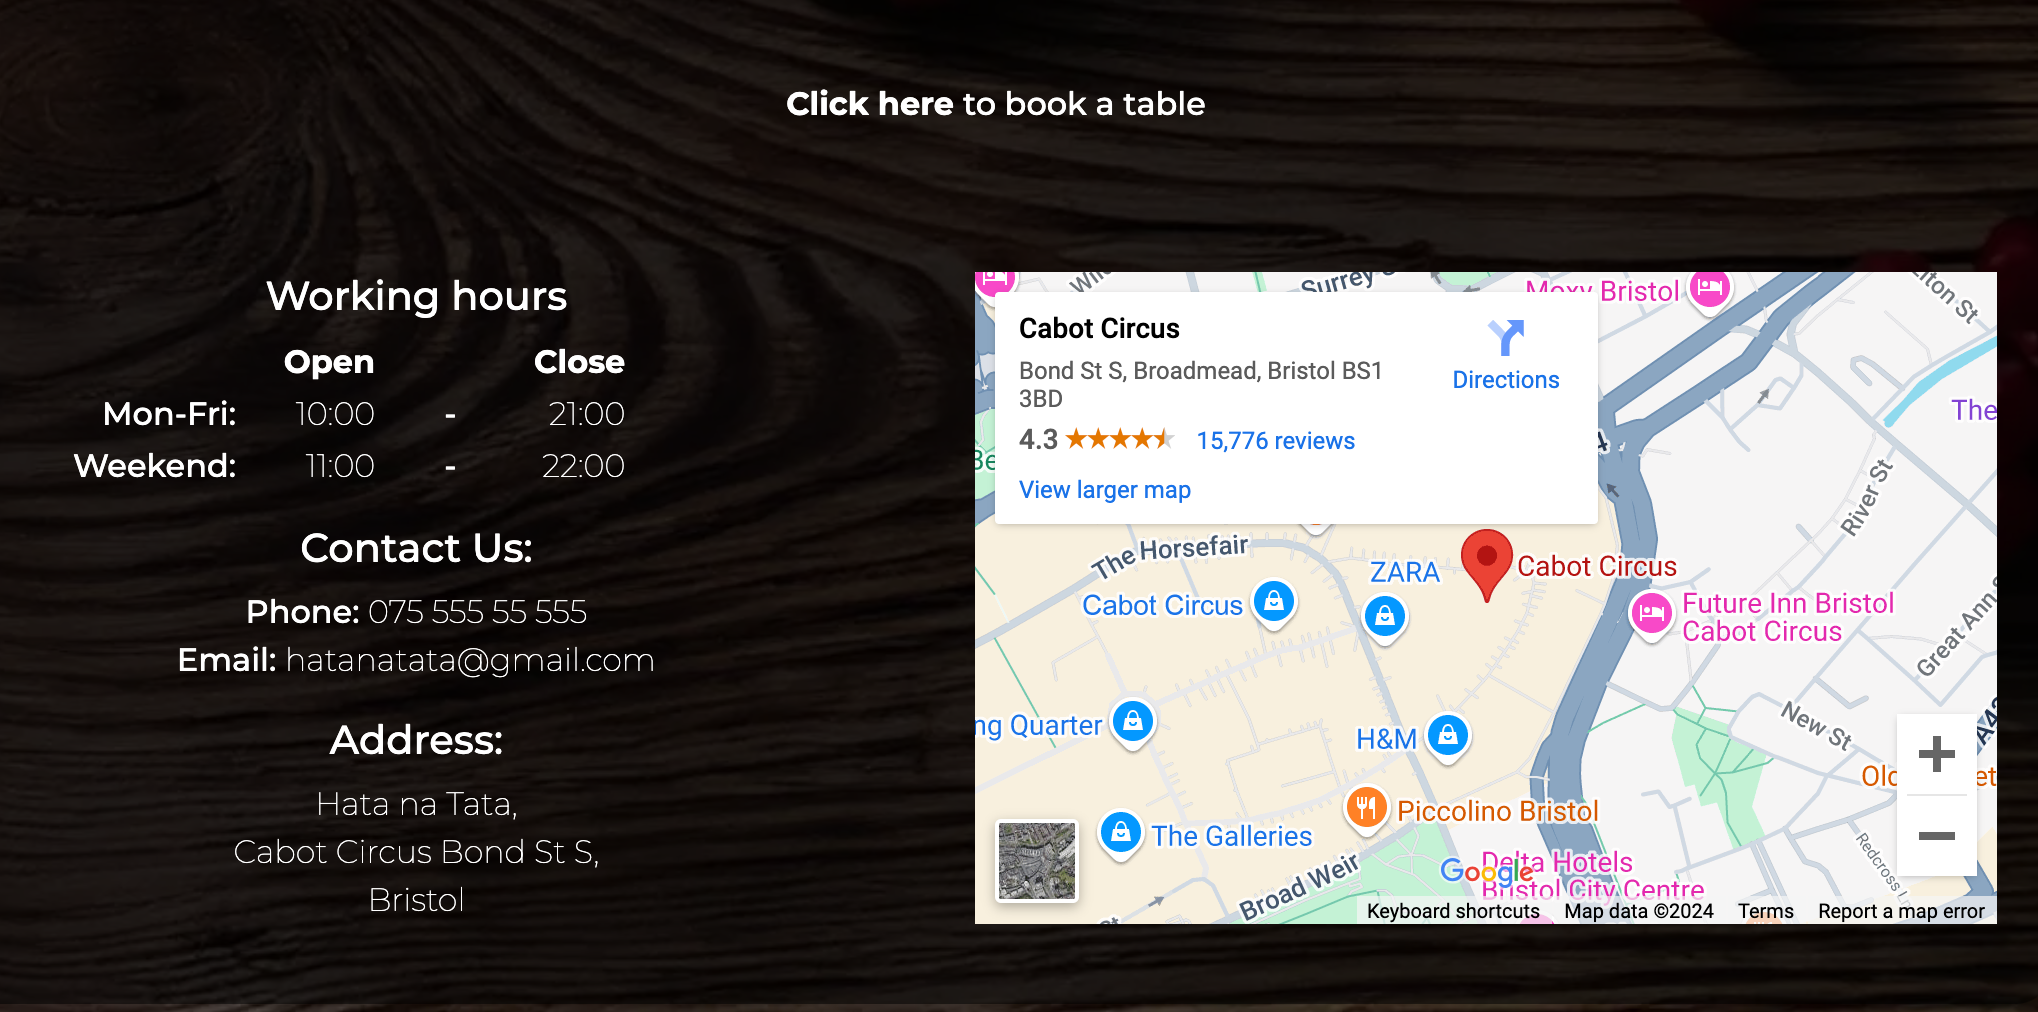 Click here to book a table
Working hours
Open Close
Mon-Fri: 10:00 - 21:00
Weekend: 11:00 - 22:00
Contact Us:
Phone: 075 555 55 555
Email: hatanatata@gmail.com
Address:
Hata na Tata,
Cabot Circus Bond St S,
Bristol
Surrey
Moxy Bristol
Cabot Circus
Bond St S, Broadmead, Bristol BS1
3BD
4.3 15,776 reviews
View larger map
Directions
The
River St
The Horsefair
ZARA
Cabot Circus
Cabot Circus
Future Inn Bristol
Cabot Circus
Great Ann S
ng Quarter
H&M
New St
Piccolino Bristol
The Galleries
Broad Weir
Redcross
Google
Delta Hotels
Bristol City Centre
Keyboard shortcuts Map data ©2024 Terms Report a map error